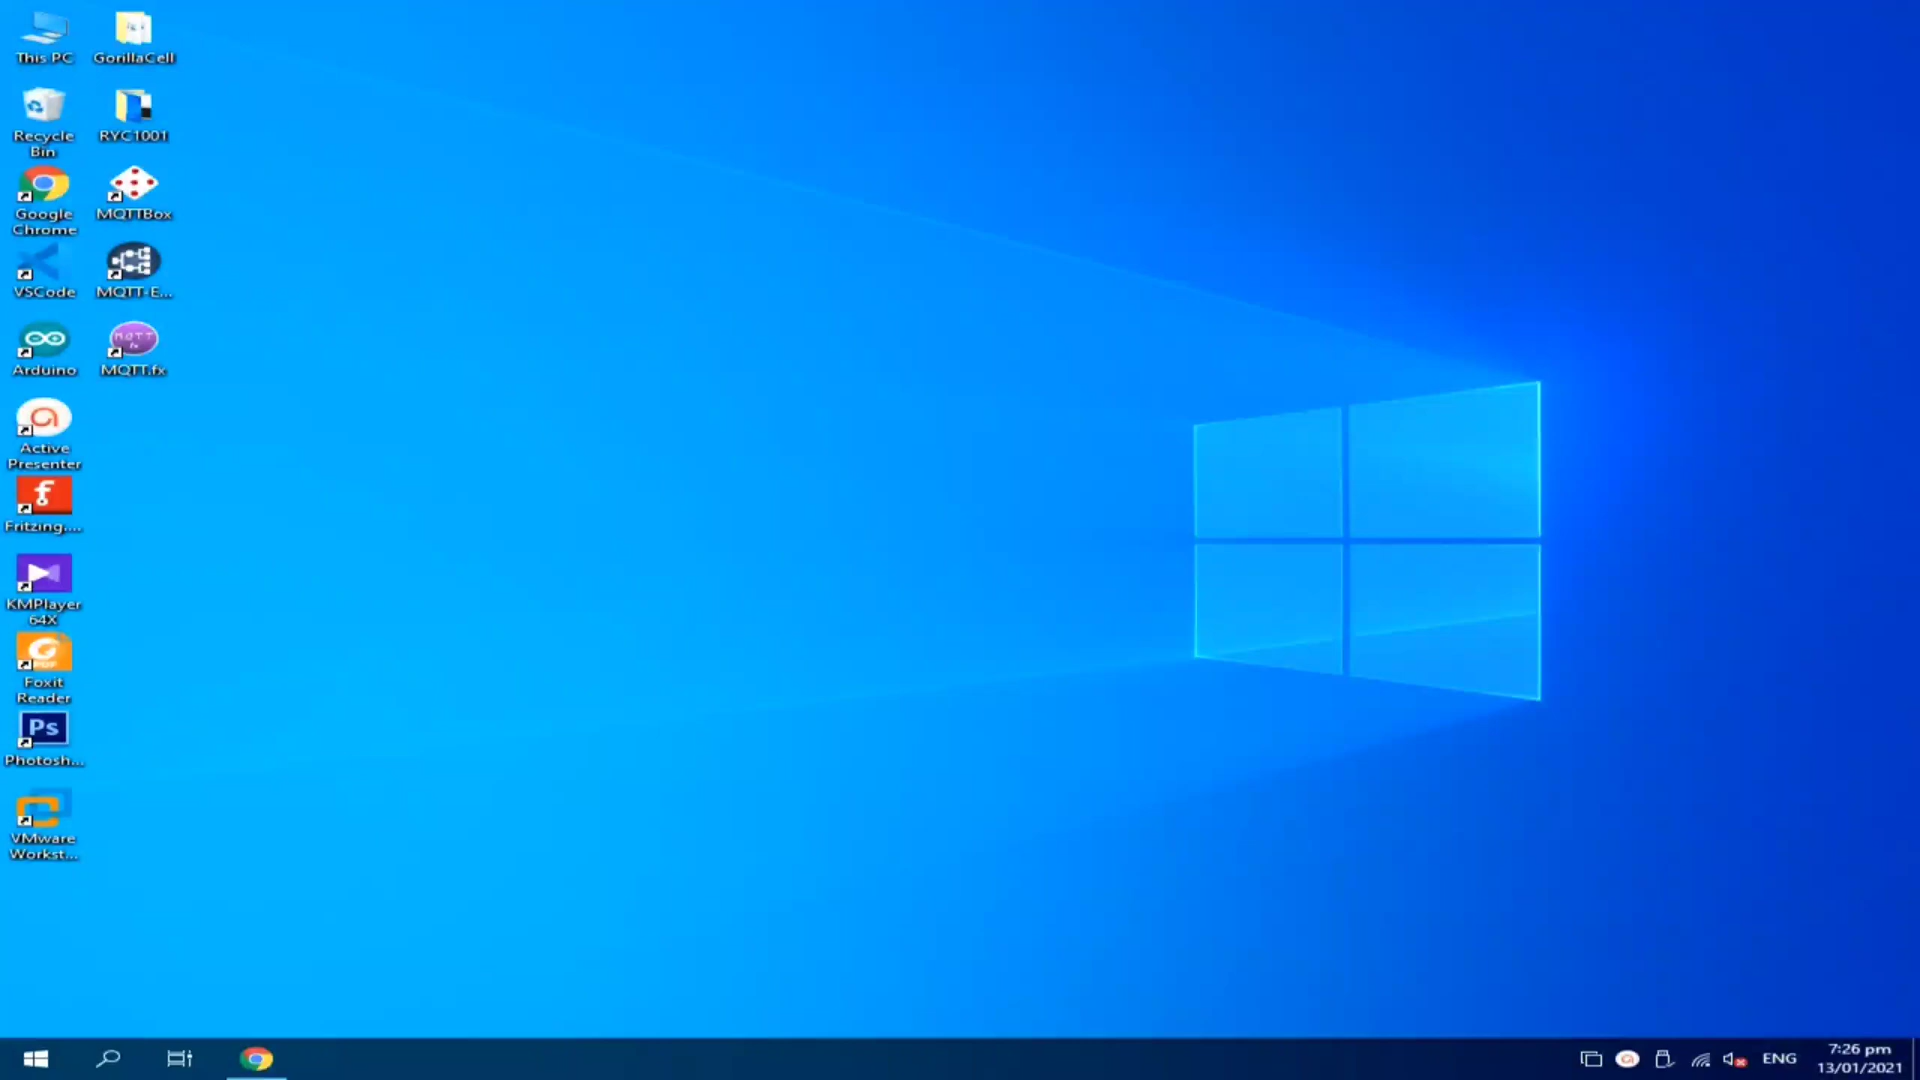 This PC
GorillaCell
Recycle
Bin
RYC1001
Google
Chrome
MQTTBox
VSCode
MQTT-E...
Arduino
MQTT.fx
Active
Presenter
Fritzing....
KMPlayer
64X
Foxit
Reader
Ps
Photosh...
VMware
Workst...
ENG
7:26 pm
13/01/2021